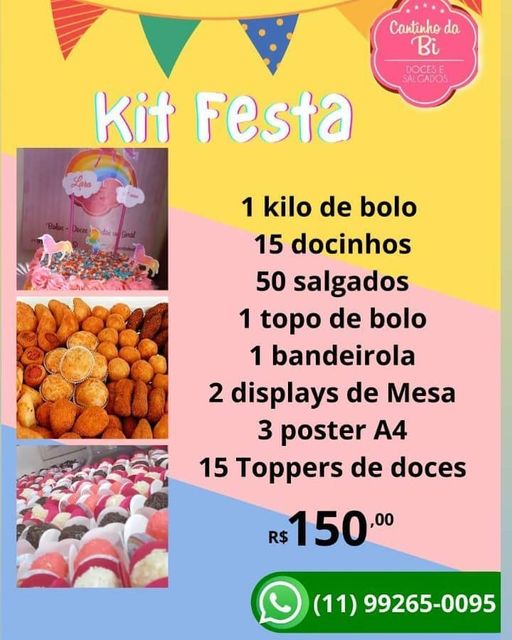 Cantinho da
Bi
DOCES E
SALGADOS
Kit Festa
Lara
1 kilo de bolo
15 docinhos
50 salgados
1 topo de bolo
1 bandeirola
2 displays de Mesa
3 poster A4
15 Toppers de doces
R$150,00
(11) 99265-0095